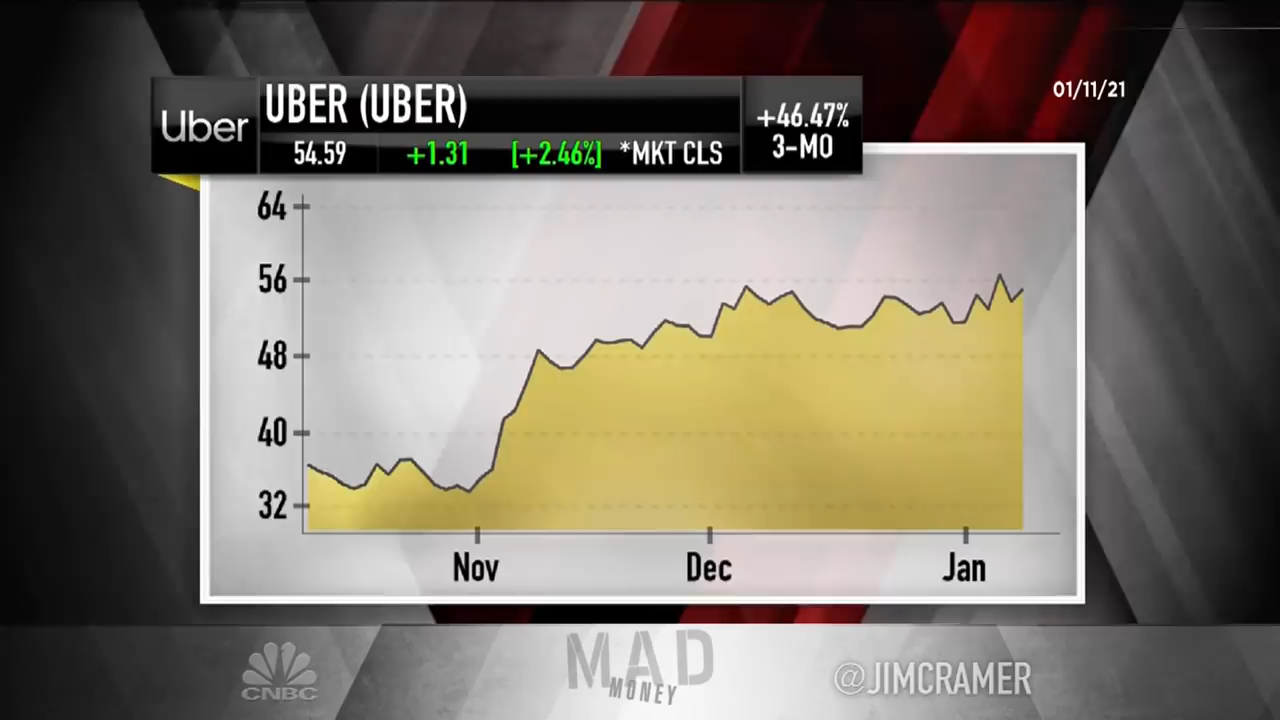 Uber
UBER (UBER)
54.59 +1.31 [+2.46%] *MKT CLS
+46.47%
3-MO
01/11/21
64
56
48
40
32
Nov Dec Jan
CNBC
MAD
MONEY
@JIMCRAMER